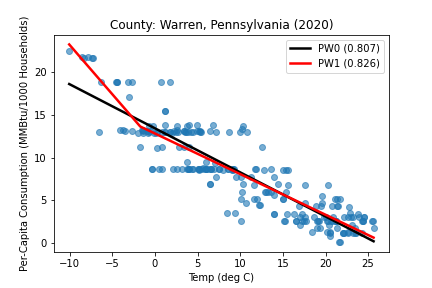 County: Warren, Pennsylvania (2020)
PW0 (0.807)
PW1 (0.826)
Per-Capita Consumption (MMBtu/1000 Households)
20
15
10
5
0
−10 −5 0 5 10 15 20 25
Temp (deg C)